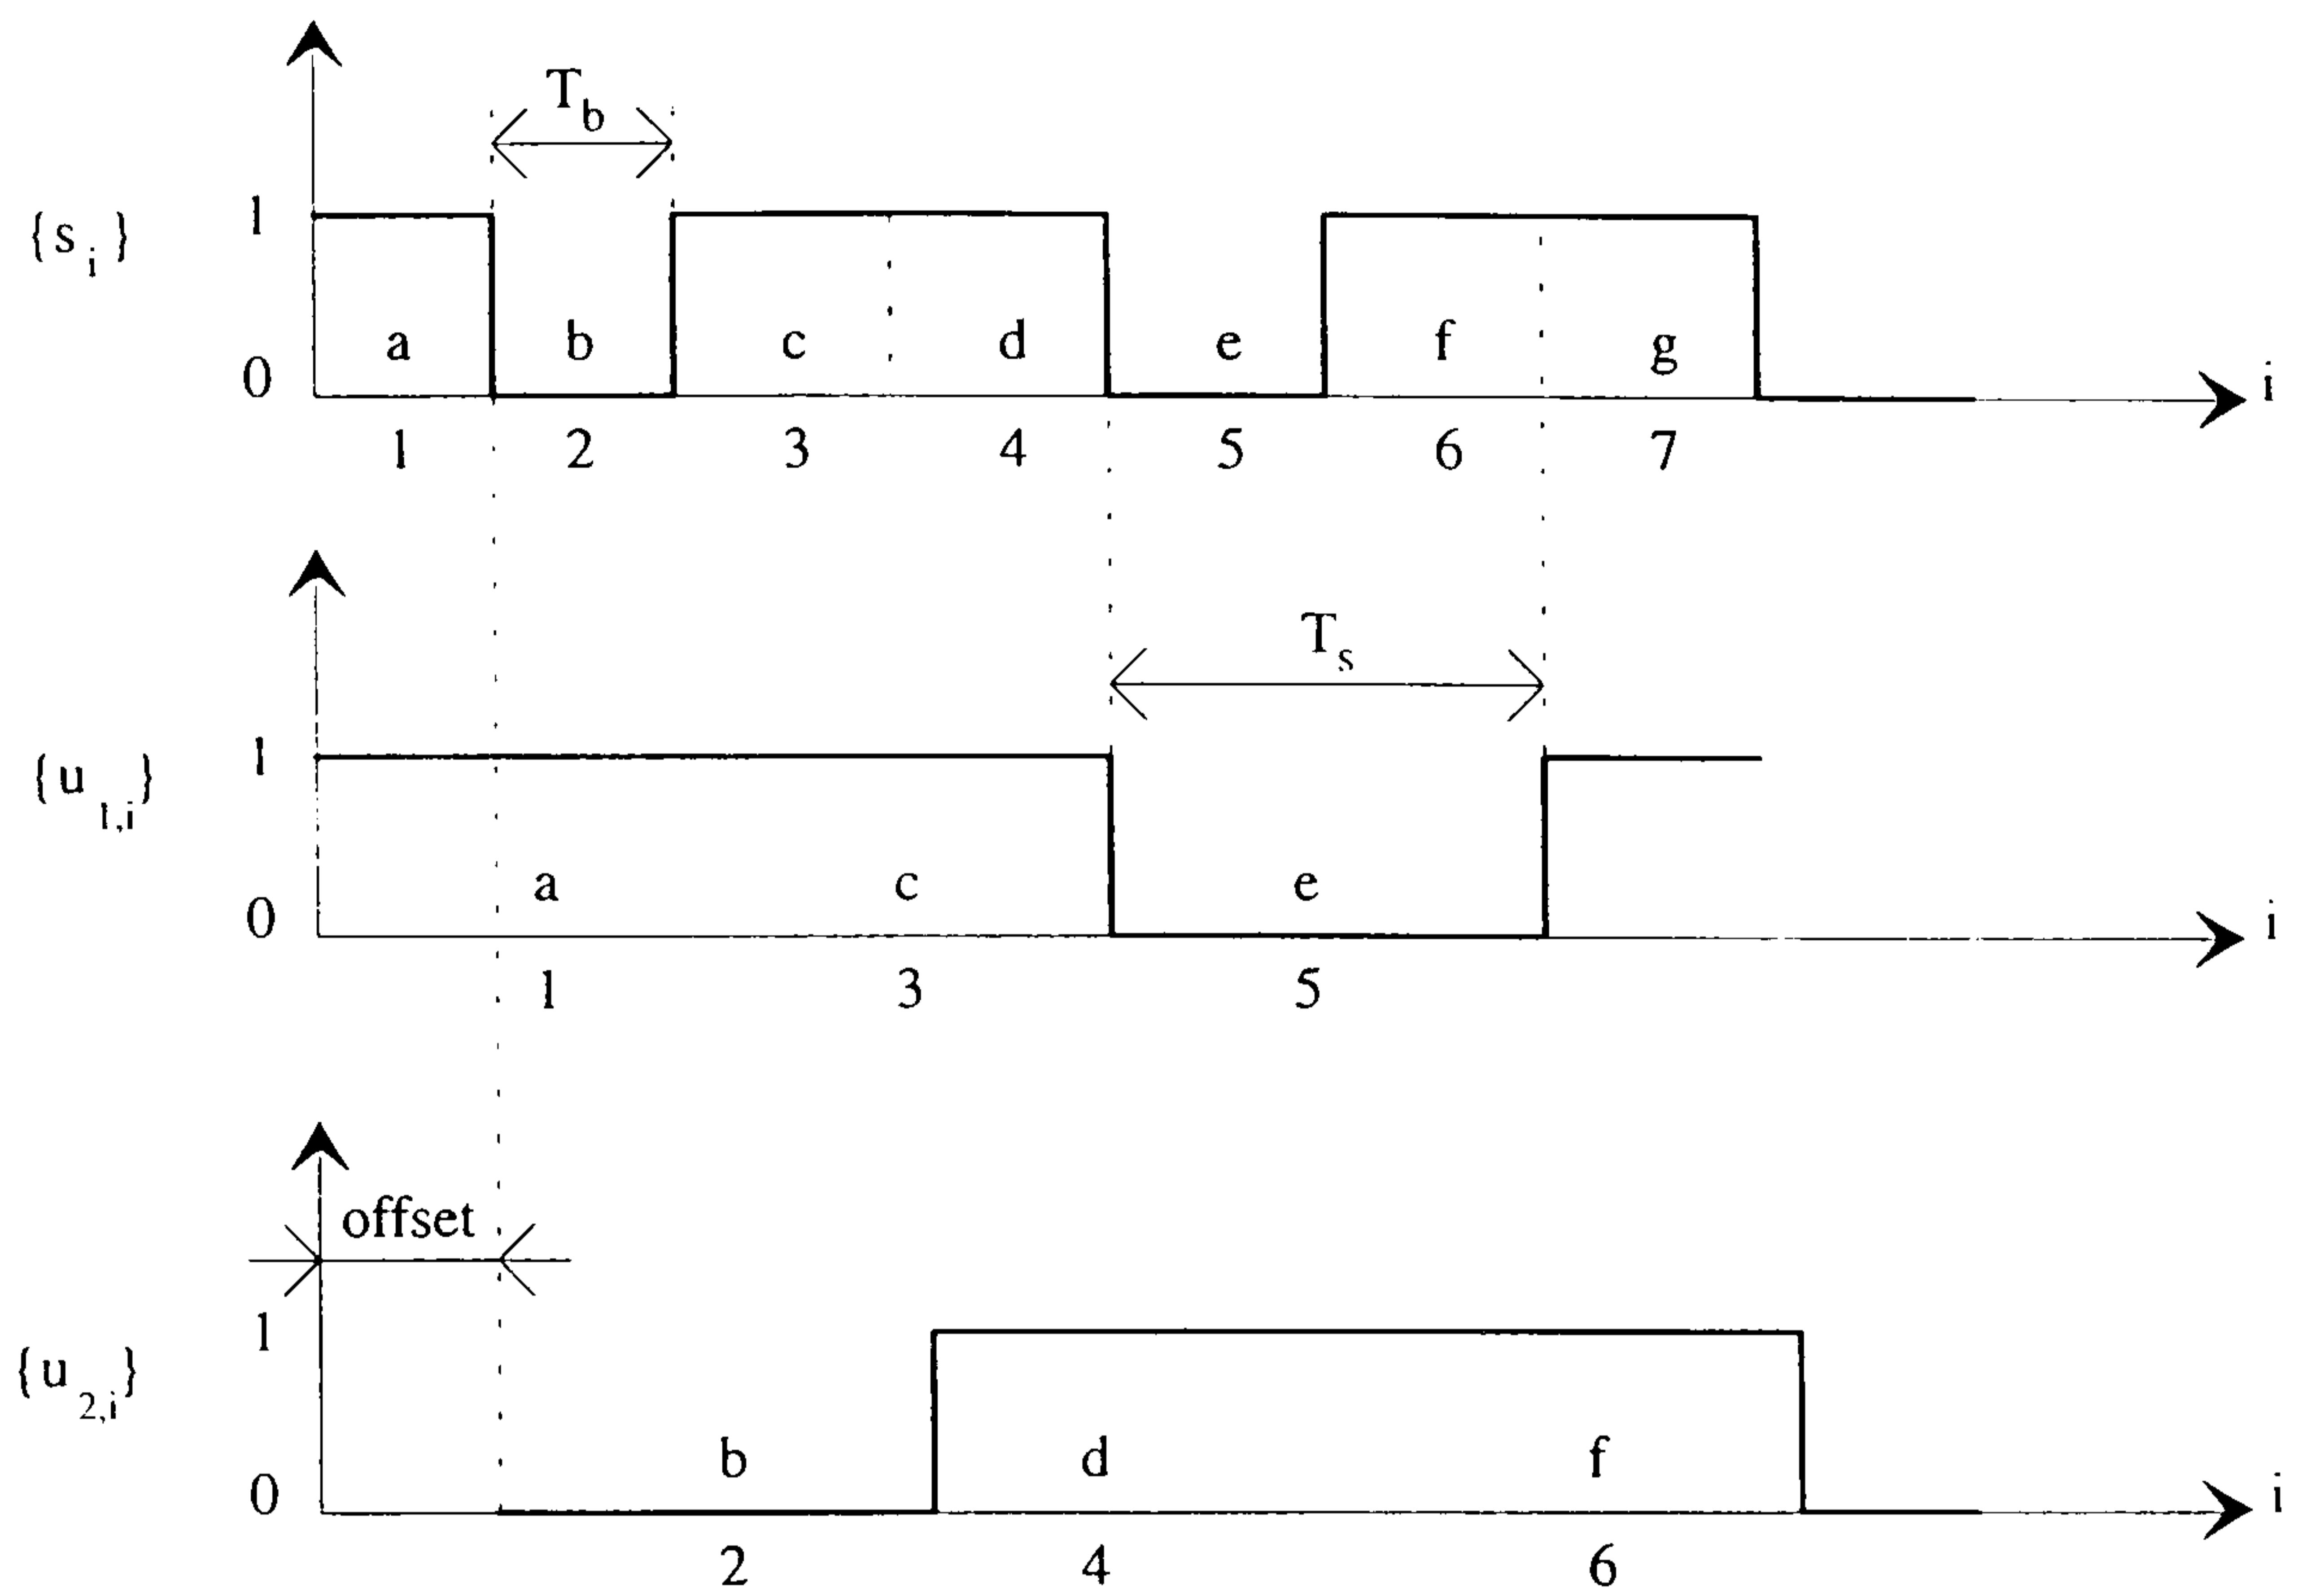 T_b
1
{s_i}
a b c d e f g
0
i
1 2 3 4 5 6 7
T_s
1
{u_1,i}
a c e
0
i
1 3 5
offset
1
{u_2,i}
b d f
0
i
2 4 6